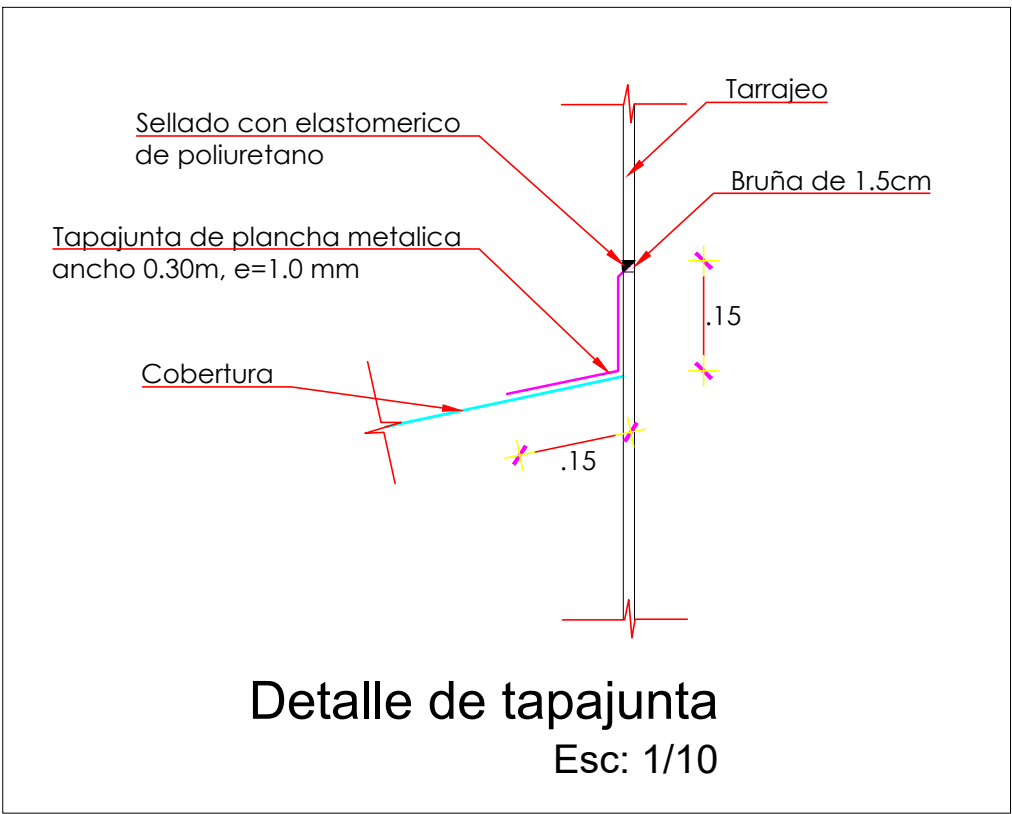 Tarrajeo
Sellado con elastomerico
de poliuretano
Bruña de 1.5cm
Tapajunta de plancha metalica
ancho 0.30m, e=1.0 mm
.15
Cobertura
.15
Detalle de tapajunta
Esc: 1/10